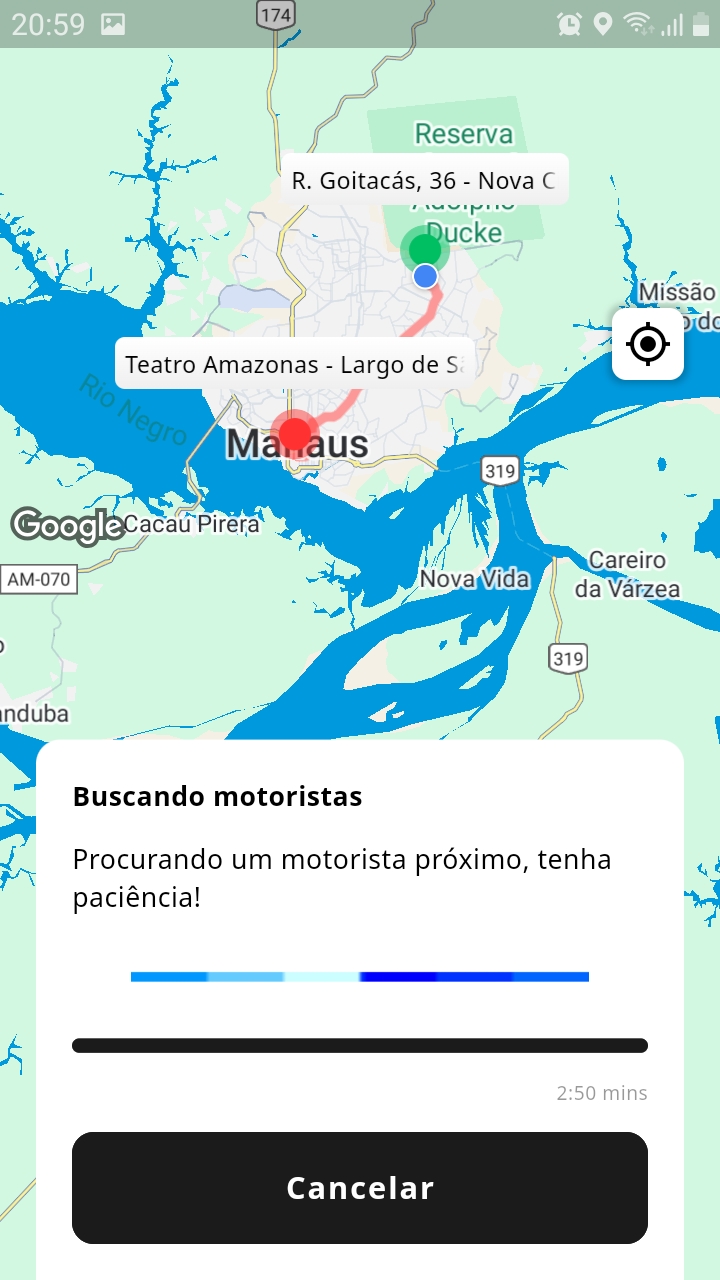 20:59
174
Reserva
R. Goitacás, 36 - Nova C
Adolpho
Ducke
Missão
o do
Teatro Amazonas - Largo de Sã
Rio Negro
Manaus
319
Google
Cacau Pirera
AM-070
Nova Vida
Careiro
da Várzea
319
o
anduba
Buscando motoristas
Procurando um motorista próximo, tenha
paciência!
2:50 mins
Cancelar